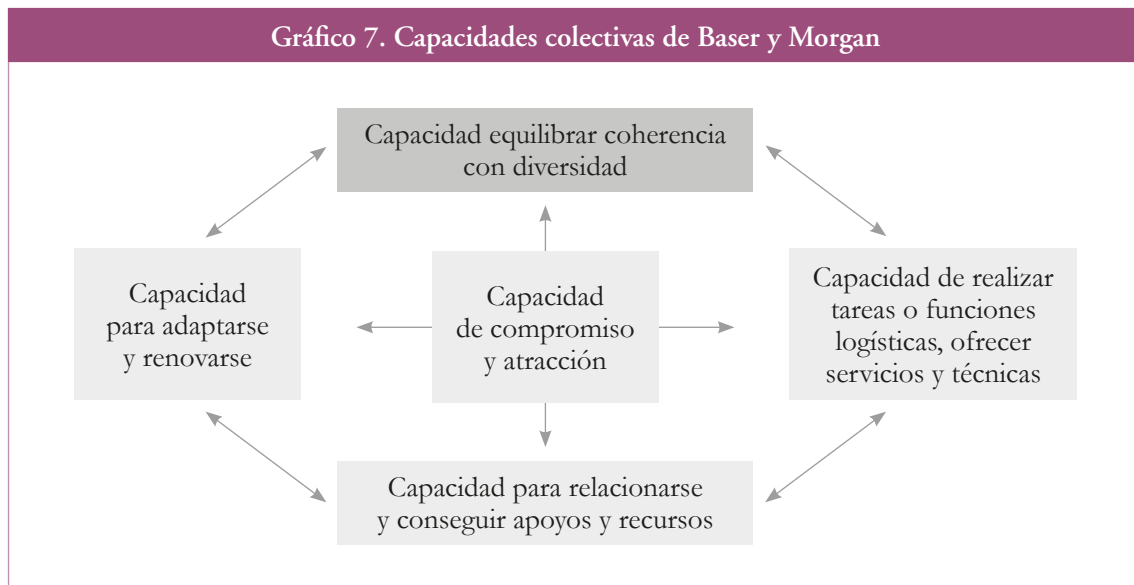 Gráfico 7. Capacidades colectivas de Baser y Morgan
Capacidad equilibrar coherencia
con diversidad
Capacidad
para adaptarse
y renovarse
Capacidad
de compromiso
y atracción
Capacidad de realizar
tareas o funciones
logísticas, ofrecer
servicios y técnicas
Capacidad para relacionarse
y conseguir apoyos y recursos